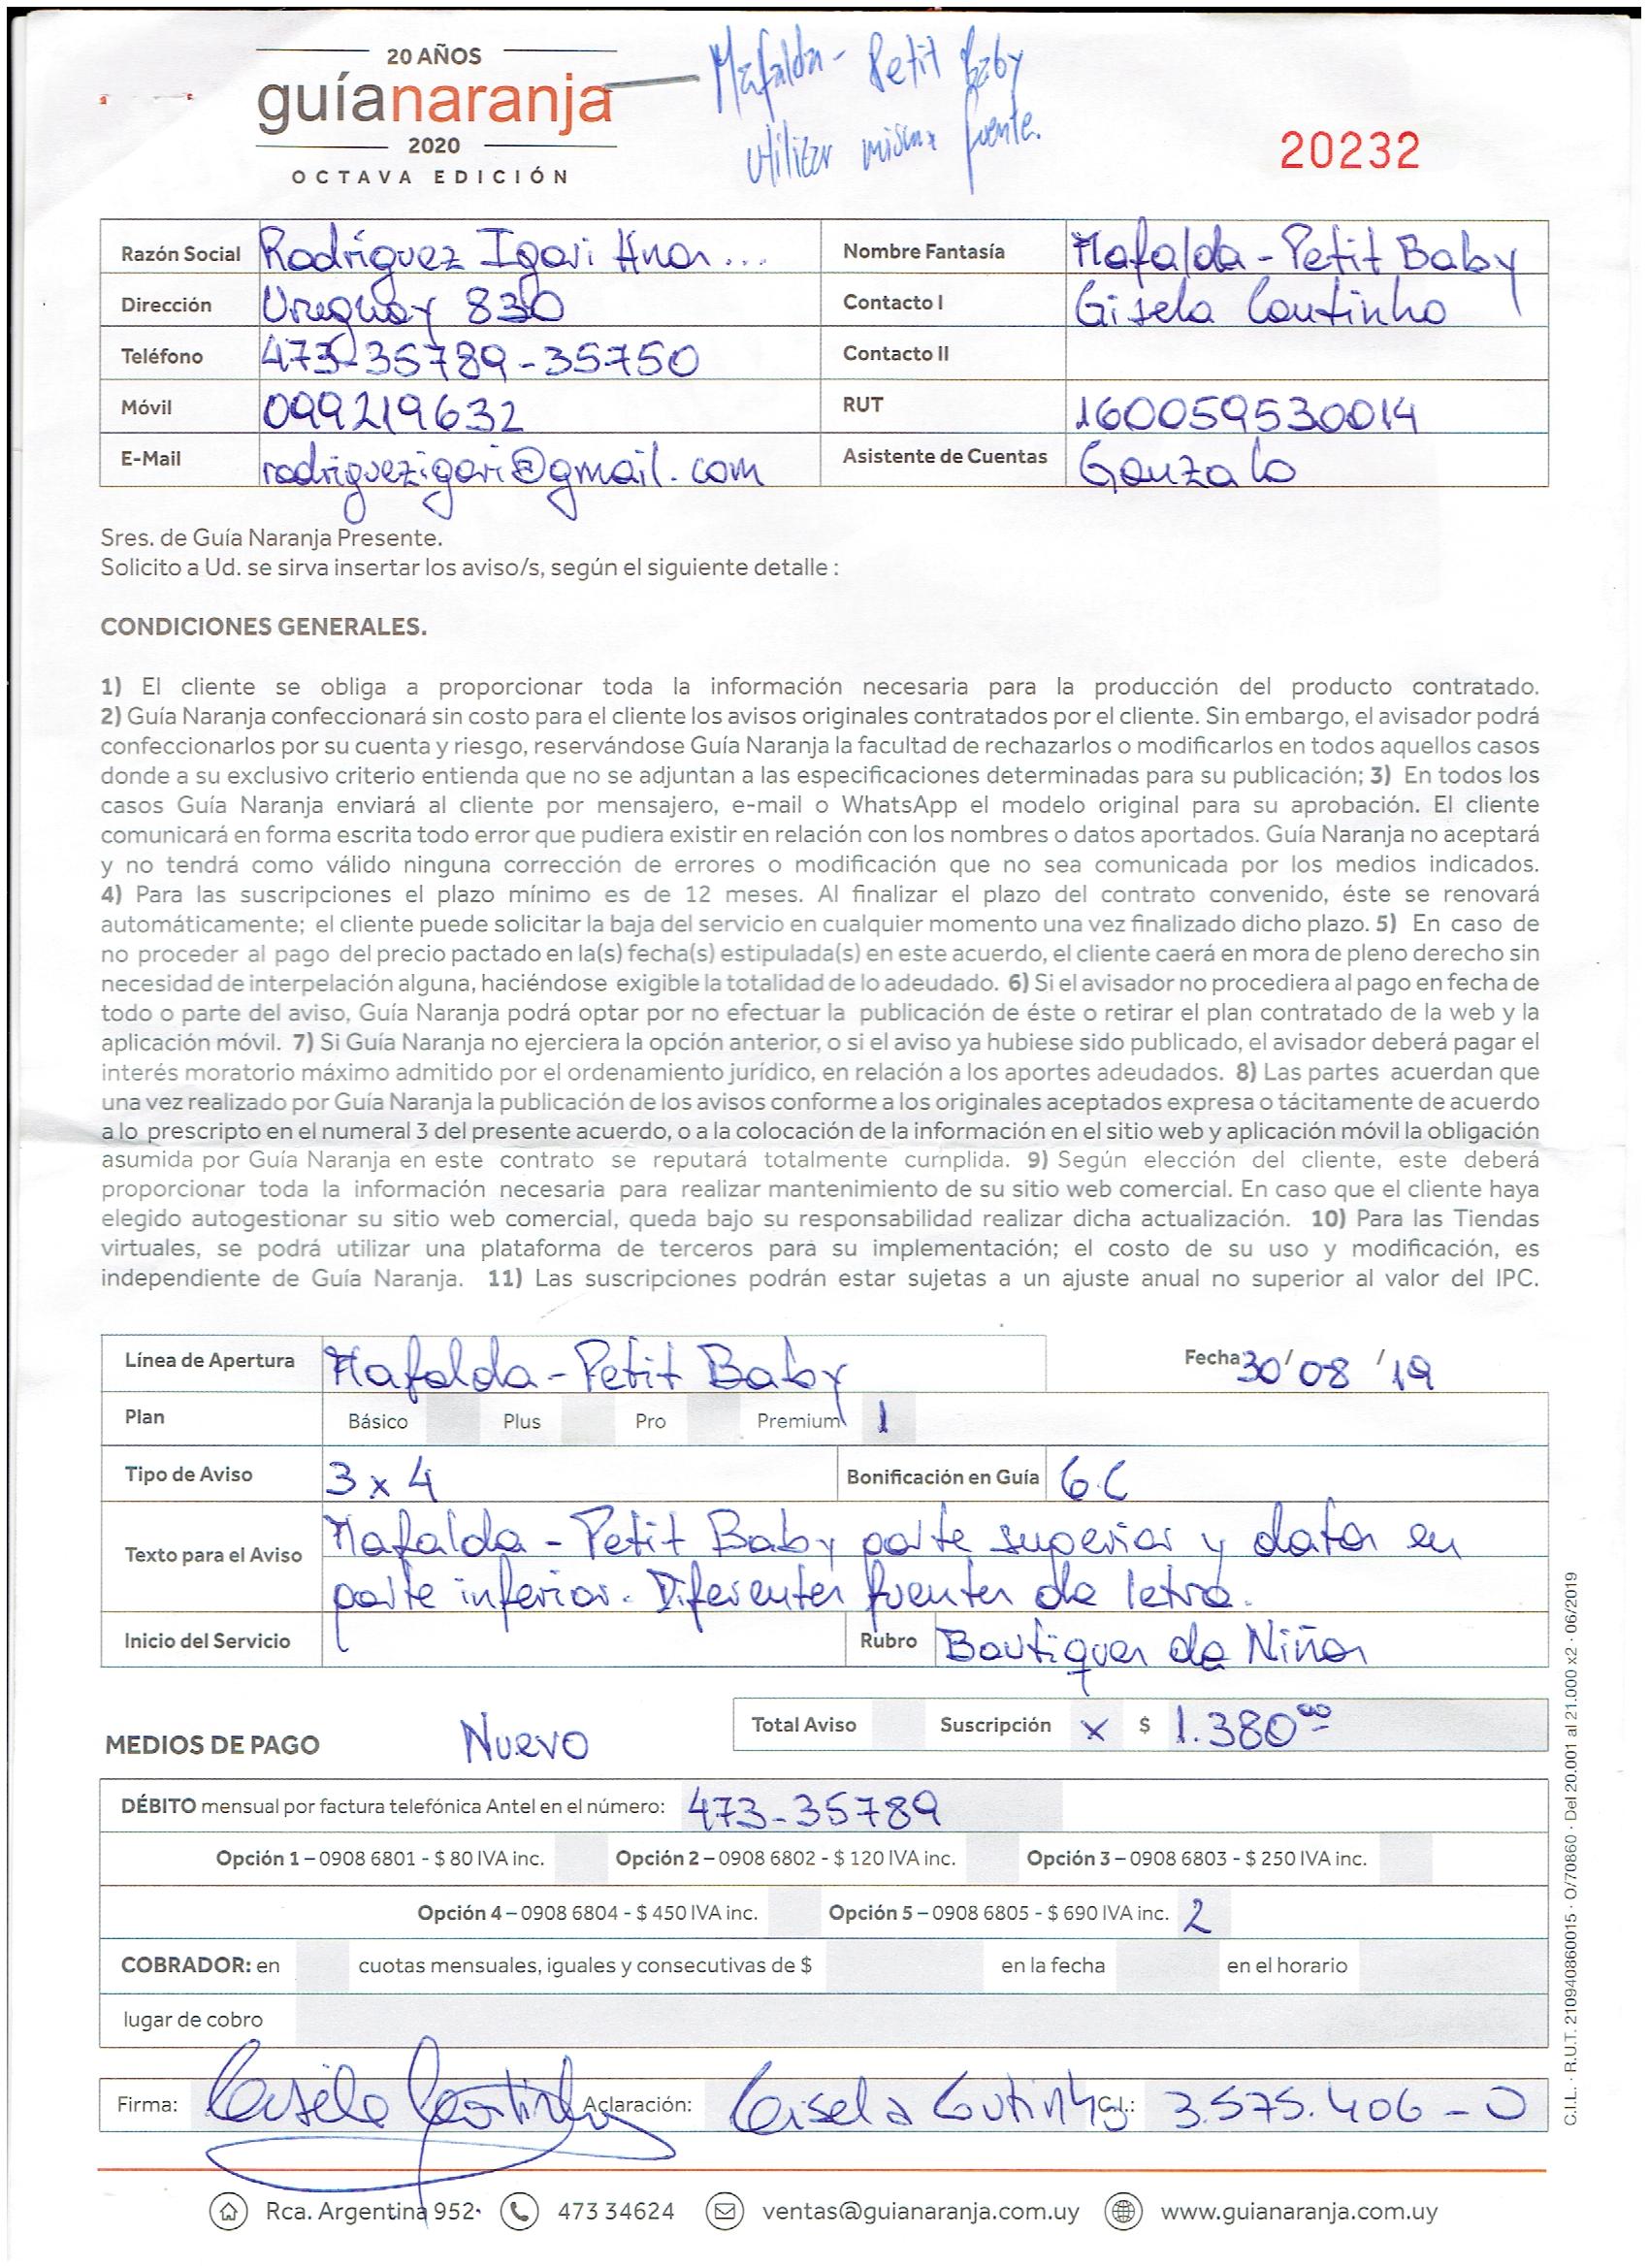 20 AÑOS
guíanaranja
2020
OCTAVA EDICIÓN
Mafalda - Petit Baby
utilizar misma fuente.
20232
Razón Social Rodríguez Igari Hnos... Nombre Fantasía Mafalda - Petit Baby
Dirección Uruguay 830 Contacto I Gisela Coutinho
Teléfono 473-35789-35750 Contacto II
Móvil 099219632 RUT 160059530014
E-Mail rodriguezigari@gmail.com Asistente de Cuentas Gonzalo
Sres. de Guía Naranja Presente.
Solicito a Ud. se sirva insertar los aviso/s, según el siguiente detalle :
CONDICIONES GENERALES.
1) El cliente se obliga a proporcionar toda la información necesaria para la producción del producto contratado.
2) Guía Naranja confeccionará sin costo para el cliente los avisos originales contratados por el cliente. Sin embargo, el avisador podrá
confeccionarlos por su cuenta y riesgo, reservándose Guía Naranja la facultad de rechazarlos o modificarlos en todos aquellos casos
donde a su exclusivo criterio entienda que no se adjuntan a las especificaciones determinadas para su publicación; 3) En todos los
casos Guía Naranja enviará al cliente por mensajero, e-mail o WhatsApp el modelo original para su aprobación. El cliente
comunicará en forma escrita todo error que pudiera existir en relación con los nombres o datos aportados. Guía Naranja no aceptará
y no tendrá como válido ninguna corrección de errores o modificación que no sea comunicada por los medios indicados.
4) Para las suscripciones el plazo mínimo es de 12 meses. Al finalizar el plazo del contrato convenido, éste se renovará
automáticamente; el cliente puede solicitar la baja del servicio en cualquier momento una vez finalizado dicho plazo. 5) En caso de
no proceder al pago del precio pactado en la(s) fecha(s) estipulada(s) en este acuerdo, el cliente caerá en mora de pleno derecho sin
necesidad de interpelación alguna, haciéndose exigible la totalidad de lo adeudado. 6) Si el avisador no procediera al pago en fecha de
todo o parte del aviso, Guía Naranja podrá optar por no efectuar la publicación de éste o retirar el plan contratado de la web y la
aplicación móvil. 7) Si Guía Naranja no ejerciera la opción anterior, o si el aviso ya hubiese sido publicado, el avisador deberá pagar el
interés moratorio máximo admitido por el ordenamiento jurídico, en relación a los aportes adeudados. 8) Las partes acuerdan que
una vez realizado por Guía Naranja la publicación de los avisos conforme a los originales aceptados expresa o tácitamente de acuerdo
a lo prescripto en el numeral 3 del presente acuerdo, o a la colocación de la información en el sitio web y aplicación móvil la obligación
asumida por Guía Naranja en este contrato se reputará totalmente cumplida. 9) Según elección del cliente, este deberá
proporcionar toda la información necesaria para realizar mantenimiento de su sitio web comercial. En caso que el cliente haya
elegido autogestionar su sitio web comercial, queda bajo su responsabilidad realizar dicha actualización. 10) Para las Tiendas
virtuales, se podrá utilizar una plataforma de terceros para su implementación; el costo de su uso y modificación, es
independiente de Guía Naranja. 11) Las suscripciones podrán estar sujetas a un ajuste anual no superior al valor del IPC.
Línea de Apertura Mafalda - Petit Baby Fecha 30/08/19
Plan Básico Plus Pro Premium 1
Tipo de Aviso 3 x 4 Bonificación en Guía 6.C
Texto para el Aviso Mafalda - Petit Baby parte superior y datos en
parte inferior. Diferentes fuentes de letra.
Inicio del Servicio Rubro Boutiques de Niños
MEDIOS DE PAGO Nuevo Total Aviso Suscripción x $ 1.380 00
DÉBITO mensual por factura telefónica Antel en el número: 473-35789
Opción 1 – 0908 6801 - $ 80 IVA inc. Opción 2 – 0908 6802 - $ 120 IVA inc. Opción 3 – 0908 6803 - $ 250 IVA inc.
Opción 4 – 0908 6804 - $ 450 IVA inc. Opción 5 – 0908 6805 - $ 690 IVA inc. 2
COBRADOR: en cuotas mensuales, iguales y consecutivas de $ en la fecha en el horario
lugar de cobro
Firma: Gisela Coutinho Aclaración: Gisela Coutinho C.I.: 3.575.406-0
Rca. Argentina 952 473 34624 ventas@guianaranja.com.uy www.guianaranja.com.uy
C.I.L. · R.U.T. 210940860015 · O/70860 · Del 20.001 al 21.000 x2 · 06/2019